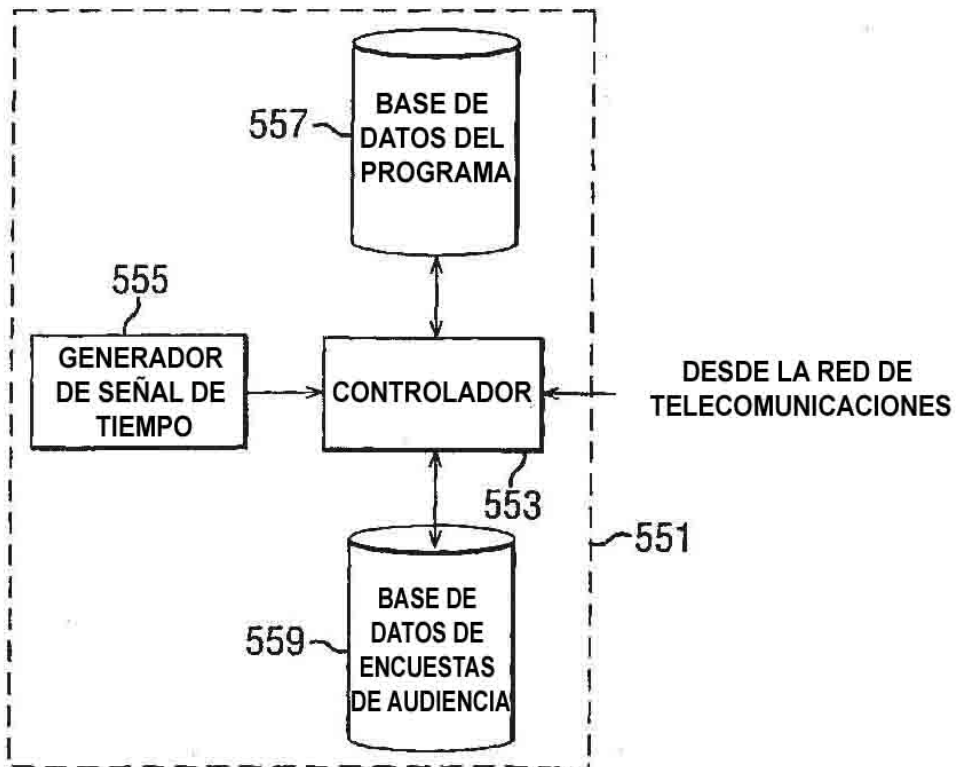 557
BASE DE
DATOS DEL
PROGRAMA
555
GENERADOR
DE SEÑAL DE
TIEMPO
CONTROLADOR
DESDE LA RED DE
TELECOMUNICACIONES
553
551
559
BASE DE
DATOS DE
ENCUESTAS
DE AUDIENCIA